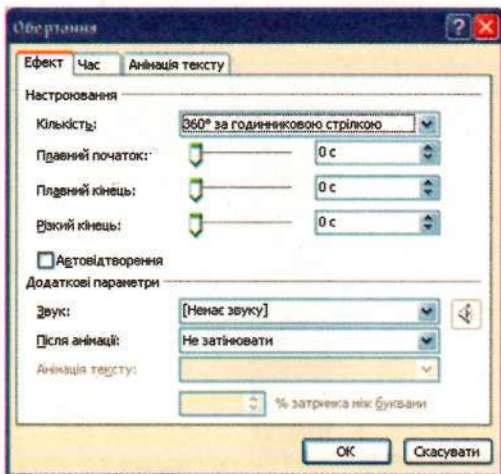 Обертання
Ефект Час Анімація тексту
Настроювання
Кількість: 360° за годинниковою стрілкою
Плавний початок: 0 с
Плавний кінець: 0 с
Різкий кінець: 0 с
Автовідтворення
Додаткові параметри
Звук: [Немає звуку]
Після анімації: Не затінювати
Анімація тексту:
% затримка між буквами
ОК Скасувати